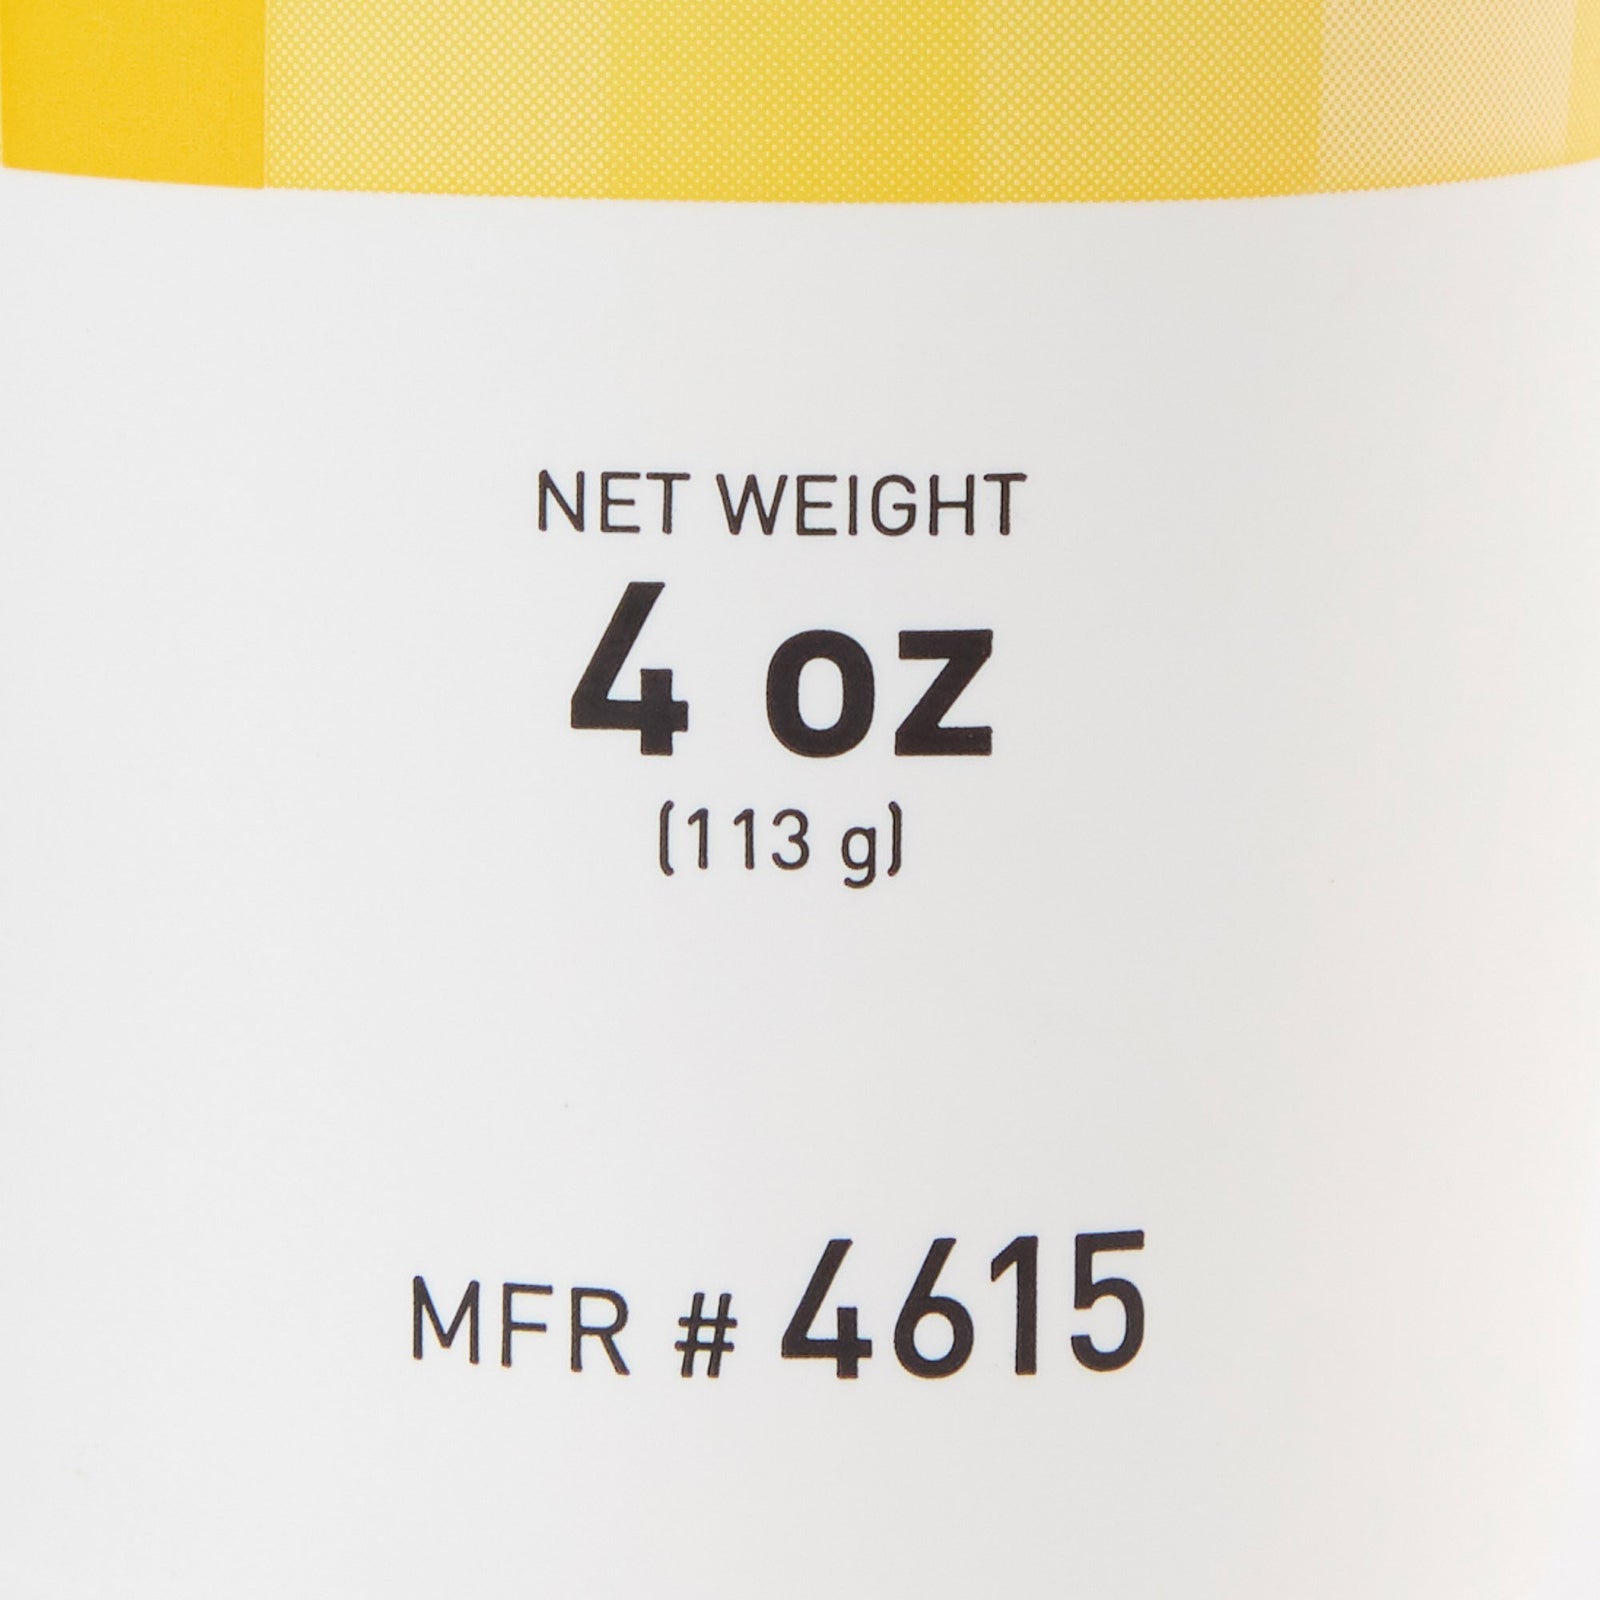 NET WEIGHT
4 oz
(113 g)
MFR # 4615